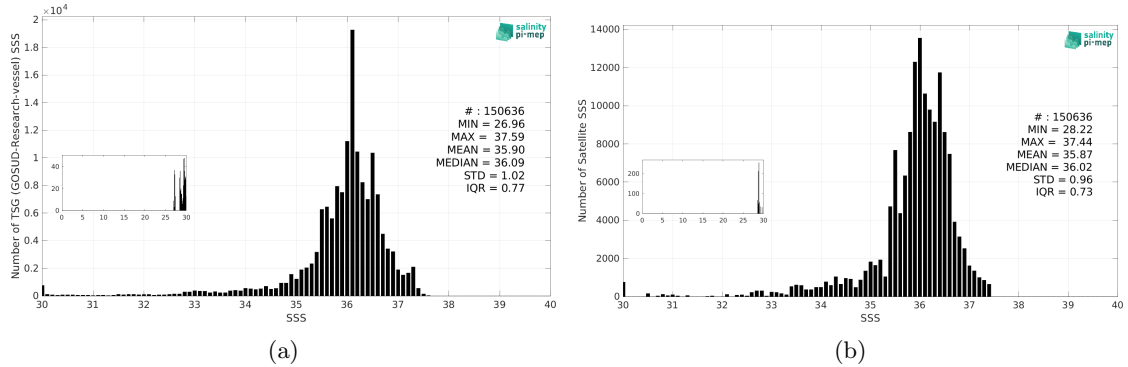 ×10⁴
2
1.8
1.6
1.4
1.2
1
0.8
0.6
0.4
0.2
0
Number of TSG (GOSUD-Research-vessel) SSS
salinity
pi-mep
# : 150636
MIN = 26.96
MAX = 37.59
MEAN = 35.90
MEDIAN = 36.09
STD = 1.02
IQR = 0.77
40
20
0
0 5 10 15 20 25 30
30 31 32 33 34 35 36 37 38 39 40
SSS
(a)
14000
12000
10000
8000
6000
4000
2000
0
Number of Satellite SSS
salinity
pi-mep
# : 150636
MIN = 28.22
MAX = 37.44
MEAN = 35.87
MEDIAN = 36.02
STD = 0.96
IQR = 0.73
200
100
0
0 5 10 15 20 25 30
30 31 32 33 34 35 36 37 38 39 40
SSS
(b)